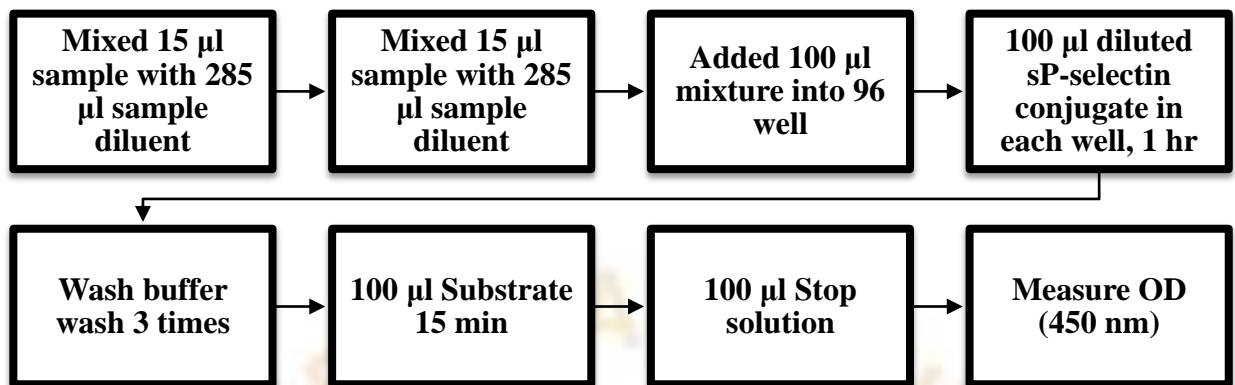 Mixed 15 µl
sample with 285
µl sample
diluent
Mixed 15 µl
sample with 285
µl sample
diluent
Added 100 µl
mixture into 96
well
100 µl diluted
sP-selectin
conjugate in
each well, 1 hr
Wash buffer
wash 3 times
100 µl Substrate
15 min
100 µl Stop
solution
Measure OD
(450 nm)